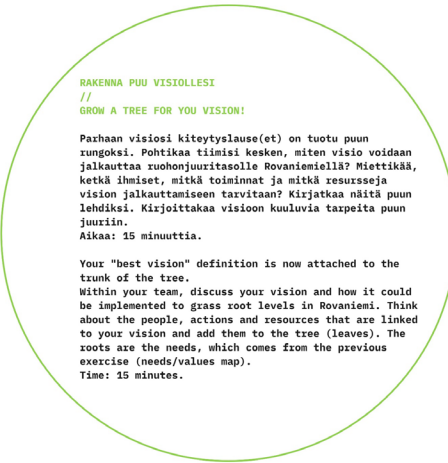 RAKENNA PUU VISIOLLESI
//
GROW A TREE FOR YOU VISION!
Parhaan visiosi kiteytyslause(et) on tuotu puun
rungoksi. Pohtikaa tiimisi kesken, miten visio voidaan
jalkauttaa ruohonjuuritasolle Rovaniemiellä? Miettikää,
ketkä ihmiset, mitkä toiminnat ja mitkä resursseja
vision jalkauttamiseen tarvitaan? Kirjatkaa näitä puun
lehdiksi. Kirjoittakaa visioon kuuluvia tarpeita puun
juuriin.
Aikaa: 15 minuuttia.
Your "best vision" definition is now attached to the
trunk of the tree.
Within your team, discuss your vision and how it could
be implemented to grass root levels in Rovaniemi. Think
about the people, actions and resources that are linked
to your vision and add them to the tree (leaves). The
roots are the needs, which comes from the previous
exercise (needs/values map).
Time: 15 minutes.